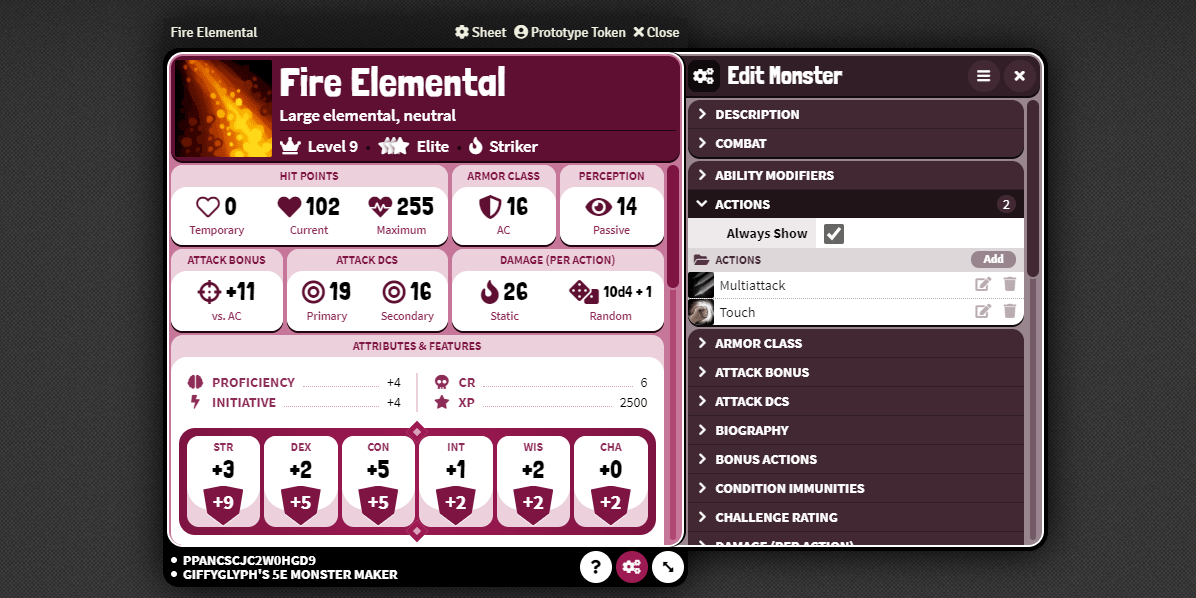 Fire Elemental
Sheet Prototype Token Close
Fire Elemental
Large elemental, neutral
Level 9 · Elite · Striker
HIT POINTS
0 102 255
Temporary Current Maximum
ARMOR CLASS
16
AC
PERCEPTION
14
Passive
ATTACK BONUS
+11
vs. AC
ATTACK DCS
19 16
Primary Secondary
DAMAGE (PER ACTION)
26 10d4 + 1
Static Random
ATTRIBUTES & FEATURES
PROFICIENCY +4
INITIATIVE +4
CR 6
XP 2500
STR DEX CON INT WIS CHA
+3 +2 +5 +1 +2 +0
+9 +5 +5 +2 +2 +2
PPANCSCJC2W0HGD9
GIFFYGLYPH'S 5E MONSTER MAKER
?
Edit Monster
DESCRIPTION
COMBAT
ABILITY MODIFIERS
ACTIONS 2
Always Show
ACTIONS Add
Multiattack
Touch
ARMOR CLASS
ATTACK BONUS
ATTACK DCS
BIOGRAPHY
BONUS ACTIONS
CONDITION IMMUNITIES
CHALLENGE RATING
DAMAGE (PER ACTION)